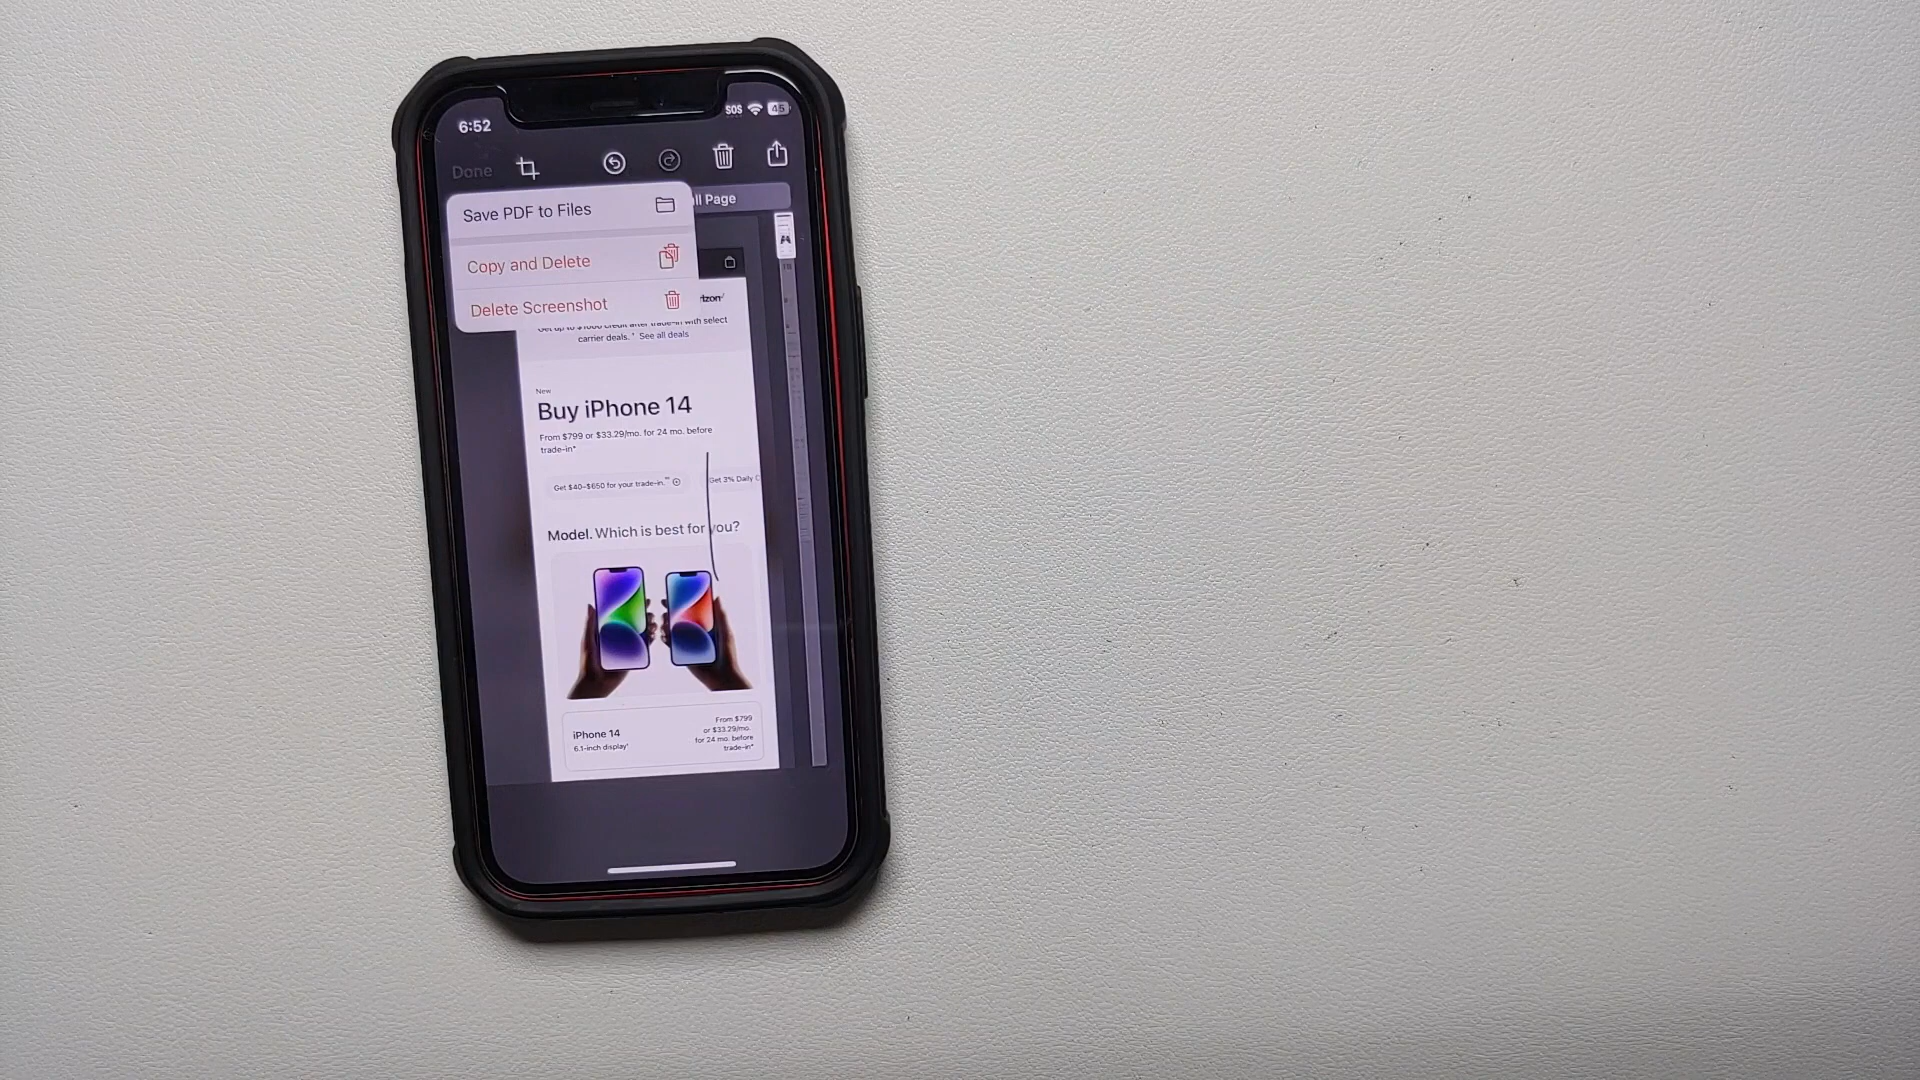 6:52
SOS
45
Done
ll Page
Save PDF to Files
Copy and Delete
Delete Screenshot
rizon
Get up to $1000 credit after trade-in with select
carrier deals. See all deals
New
Buy iPhone 14
From $799 or $33.29/mo. for 24 mo. before
trade-in*
Get $40–$650 for your trade-in.**
Get 3% Daily C
Model. Which is best for you?
iPhone 14
6.1-inch display¹
From $799
or $33.29/mo.
for 24 mo. before
trade-in*